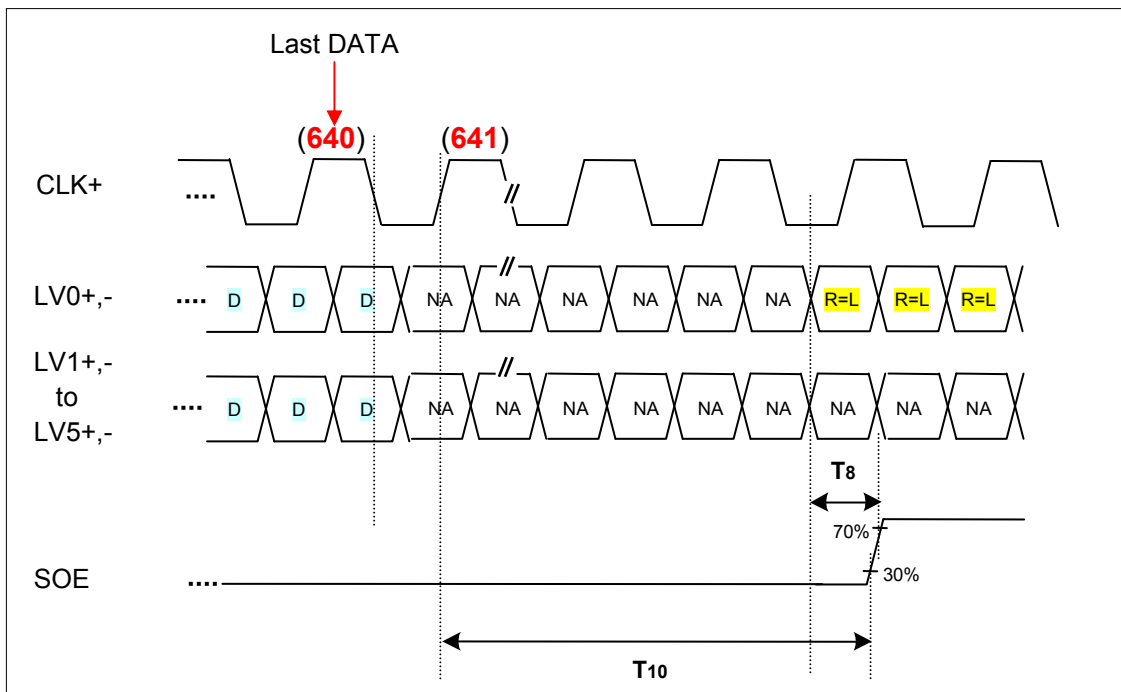 Last DATA
(640) (641)
CLK+ ....
LV0+,- .... D D D NA NA NA NA NA NA R=L R=L R=L
LV1+,-
to
LV5+,-
.... D D D NA NA NA NA NA NA NA NA NA
T8
70%
SOE ....
30%
T10